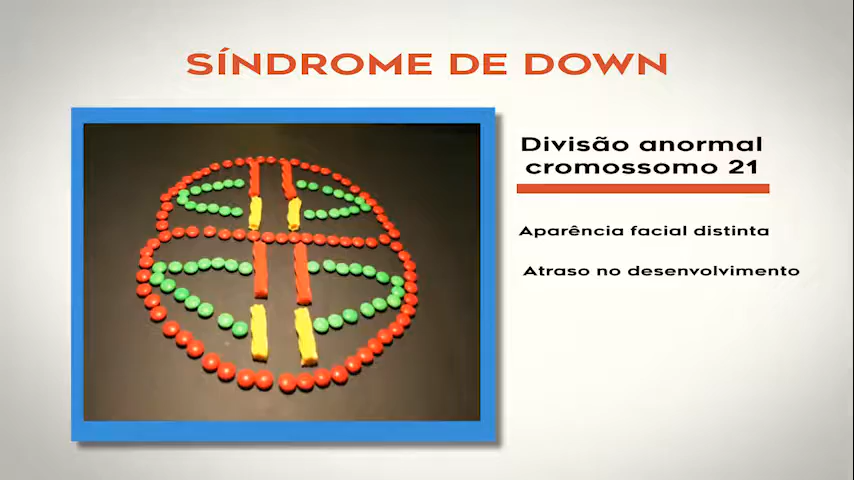 SÍNDROME DE DOWN
Divisão anormal
cromossomo 21
Aparência facial distinta
Atraso no desenvolvimento